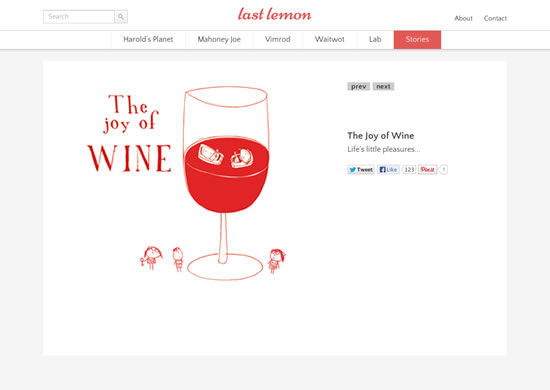 Search
last lemon
About
Contact
Harold's Planet
Mahoney Joe
Vimrod
Waitwot
Lab
Stories
The
joy of
WINE
prev
next
The Joy of Wine
Life's little pleasures...
Tweet
Like
123
Pin it